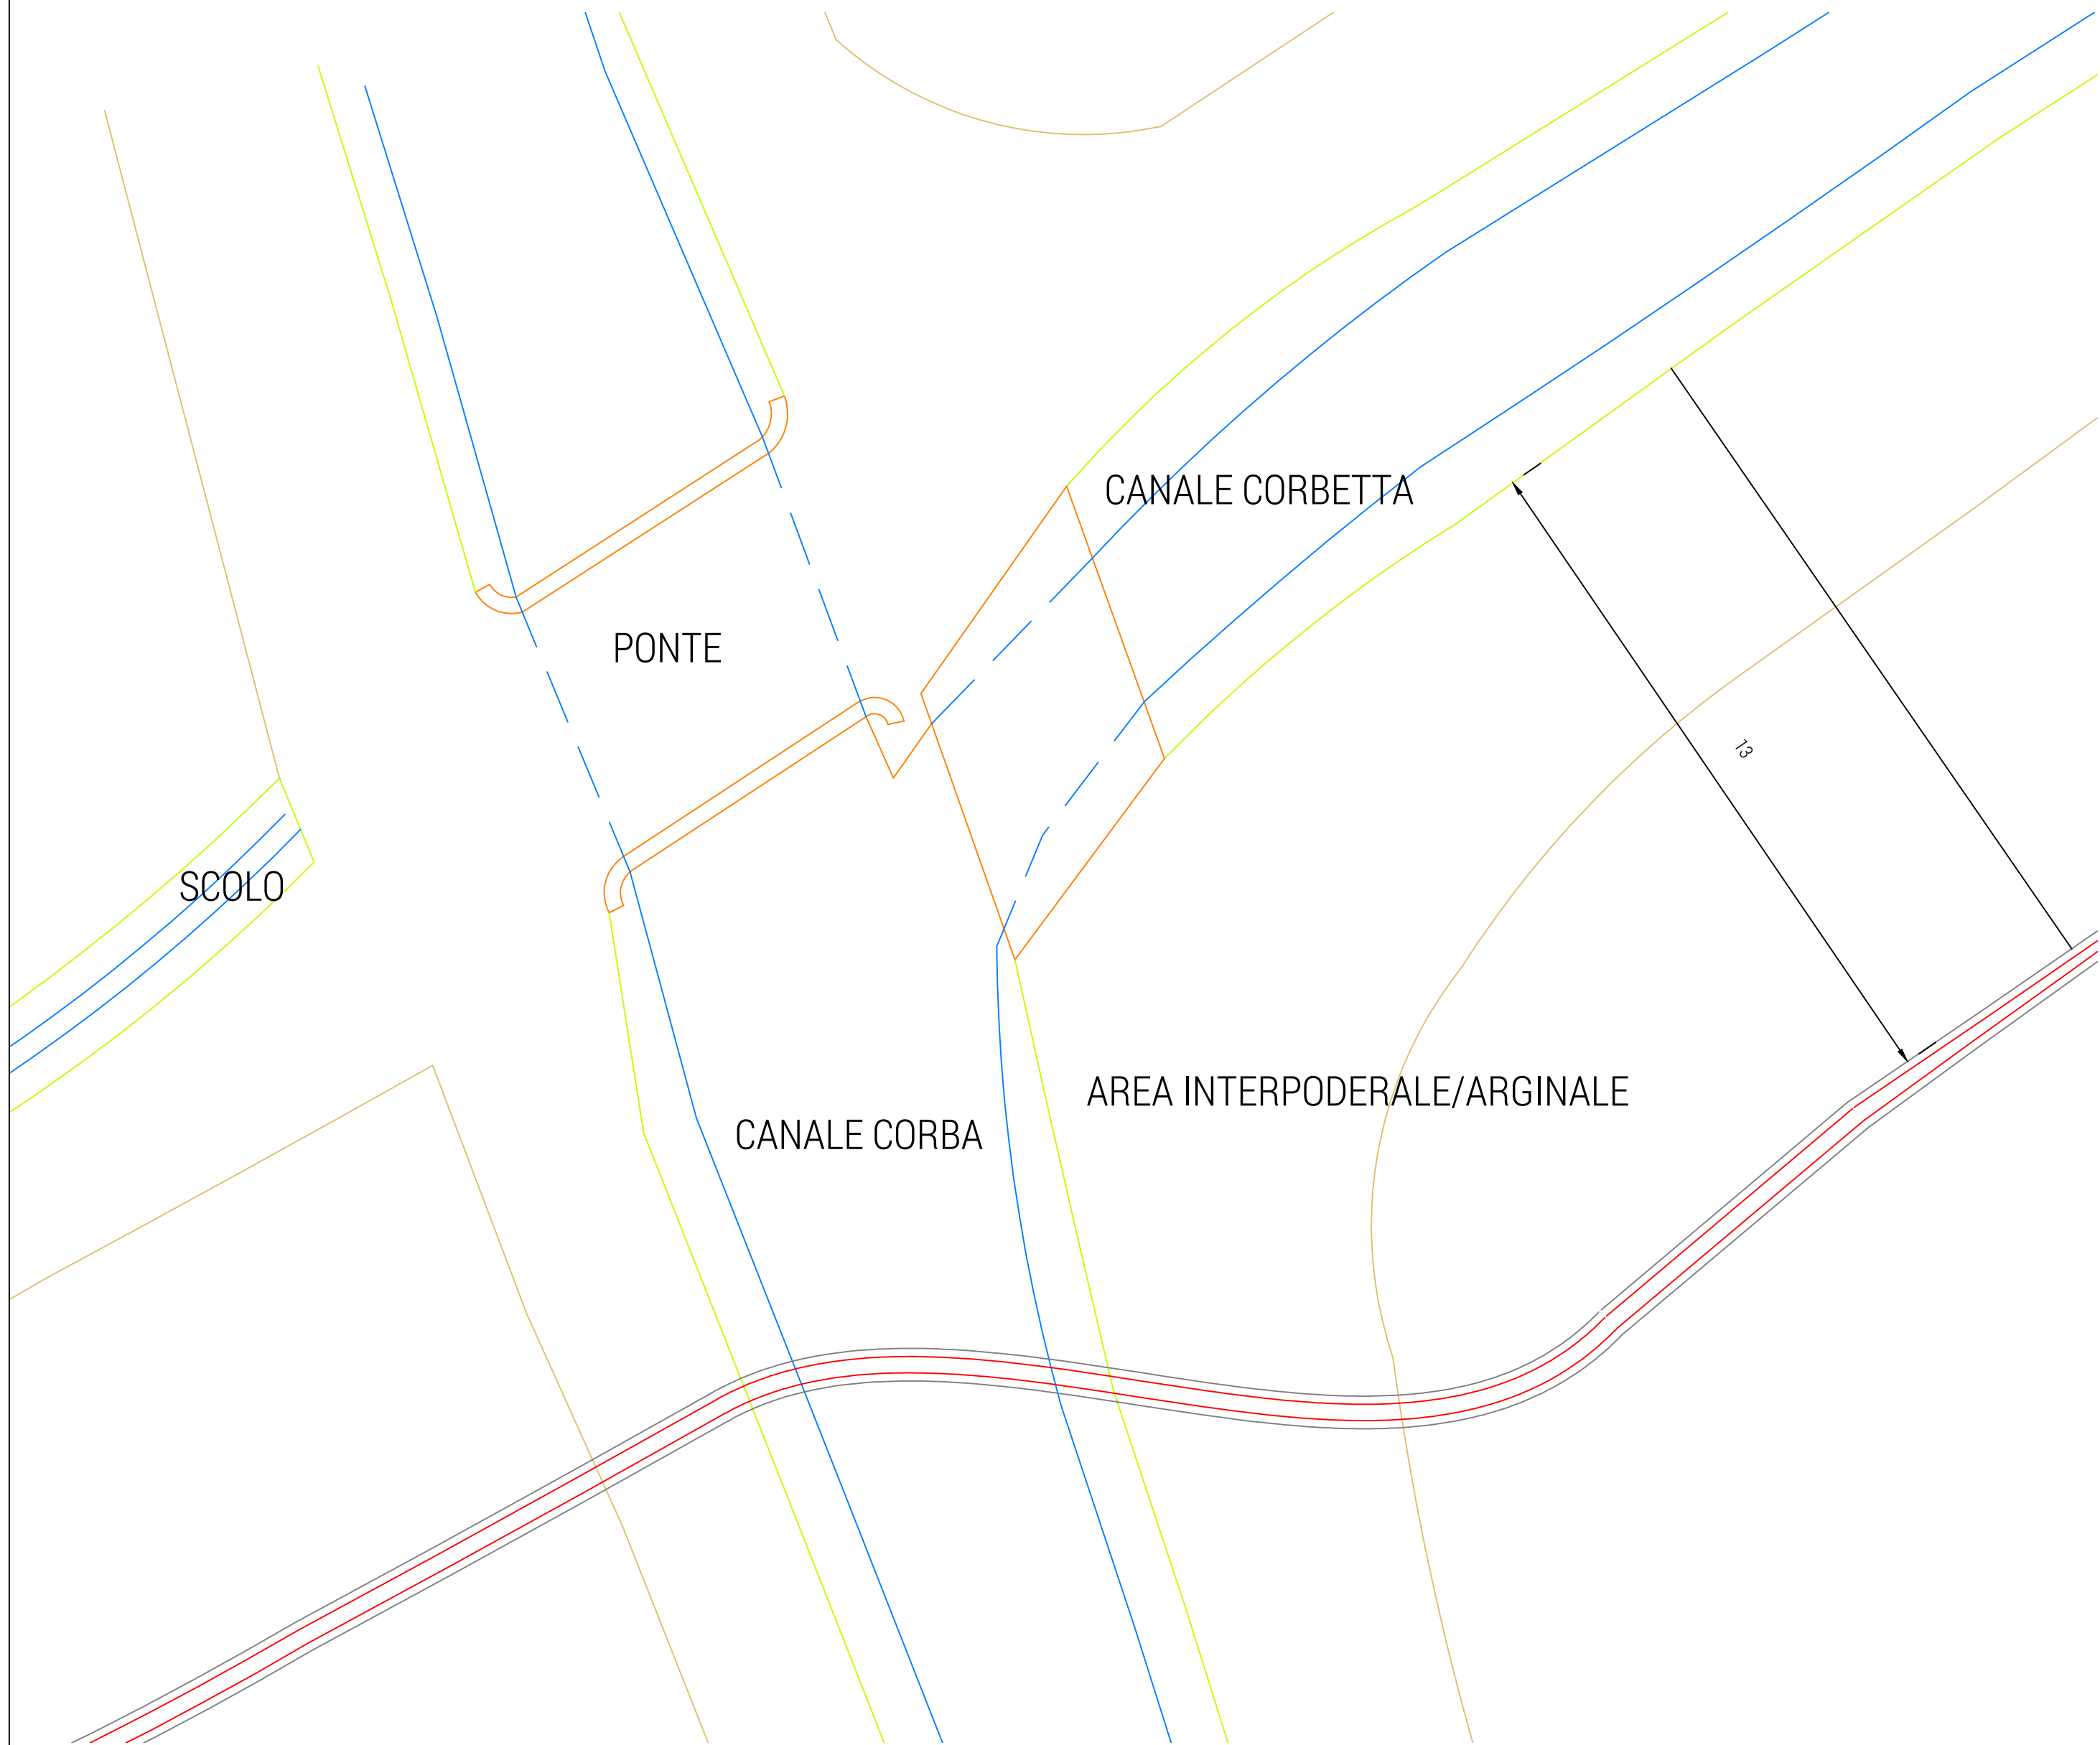 CANALE CORBETTA
PONTE
13
SCOLO
AREA INTERPODERALE/ARGINALE
CANALE CORBA